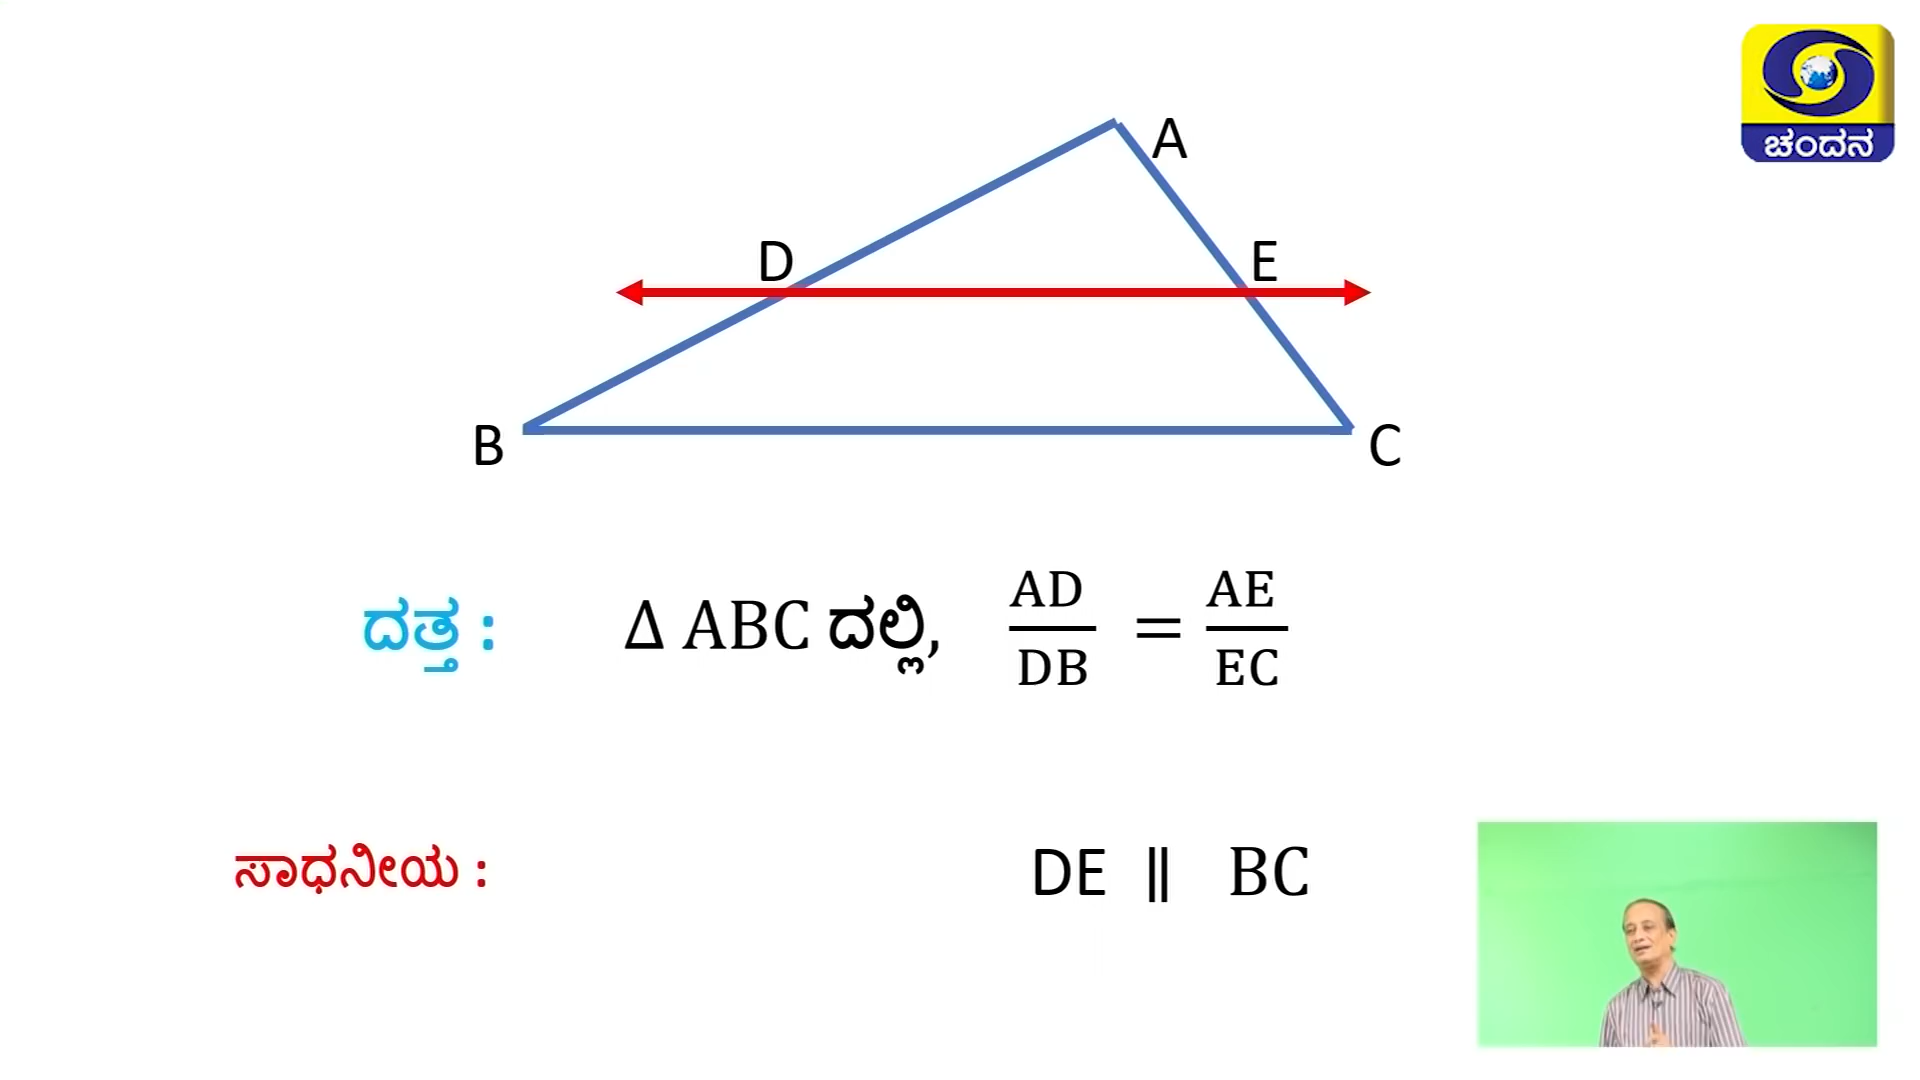 ಚಂದನ
A
D E
B C
ದತ್ತ : Δ ABC ದಲ್ಲಿ, AD/DB = AE/EC
ಸಾಧನೀಯ : DE ∥ BC